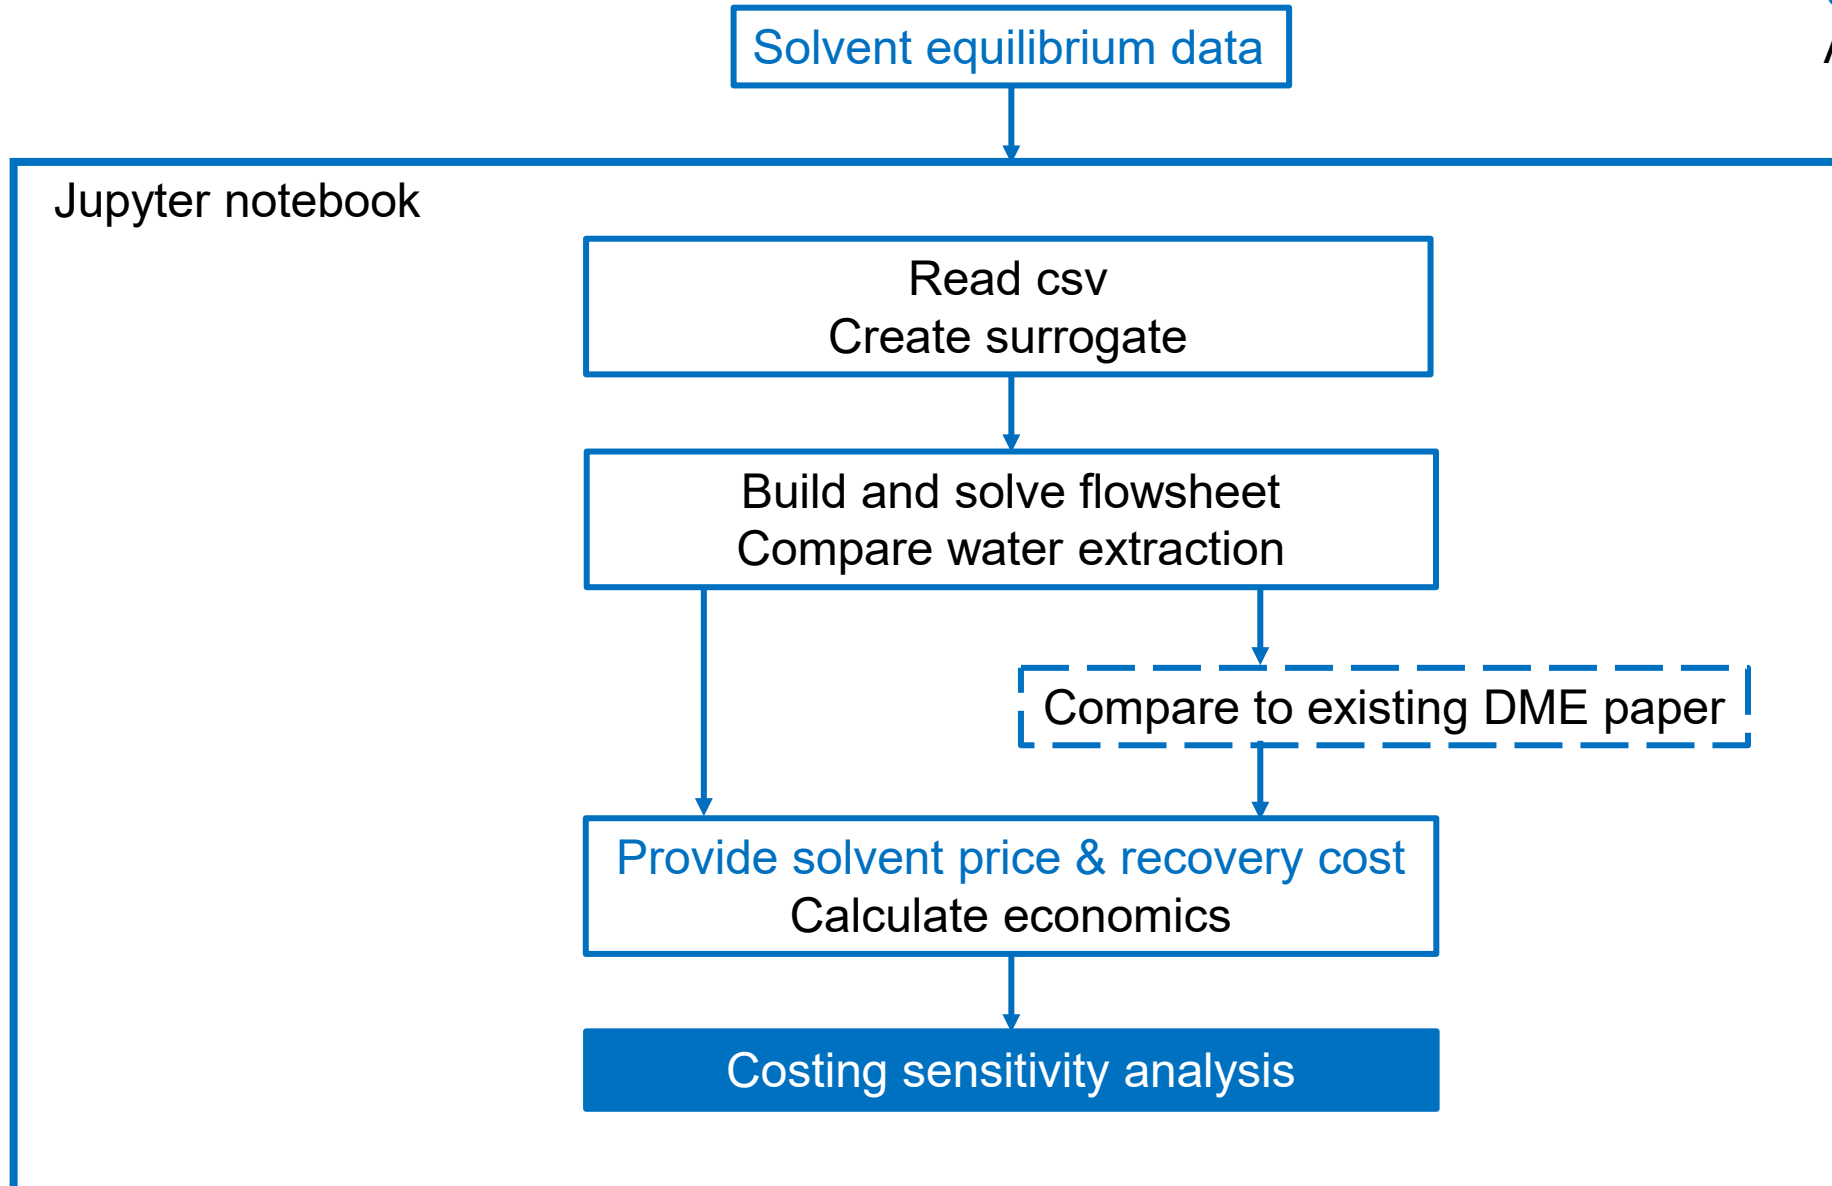 Solvent equilibrium data
Jupyter notebook
Read csv
Create surrogate
Build and solve flowsheet
Compare water extraction
Compare to existing DME paper
Provide solvent price & recovery cost
Calculate economics
Costing sensitivity analysis